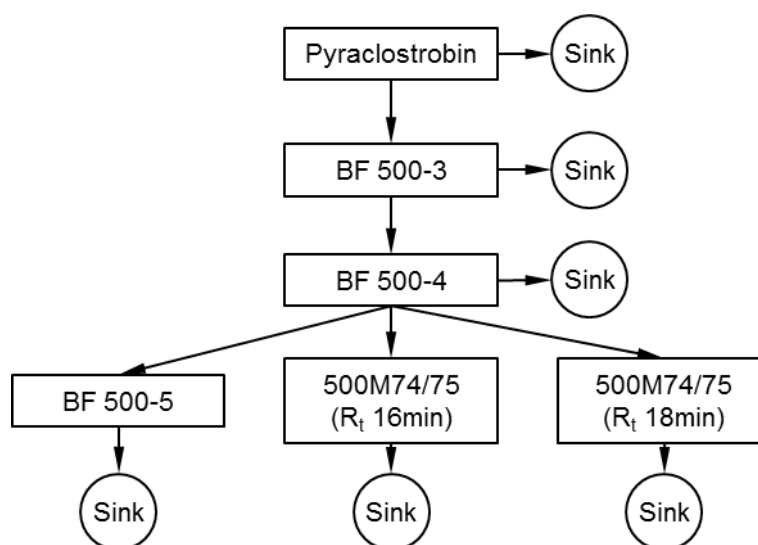 Pyraclostrobin
Sink
BF 500-3
Sink
BF 500-4
Sink
BF 500-5
500M74/75
(Rt 16min)
500M74/75
(Rt 18min)
Sink
Sink
Sink